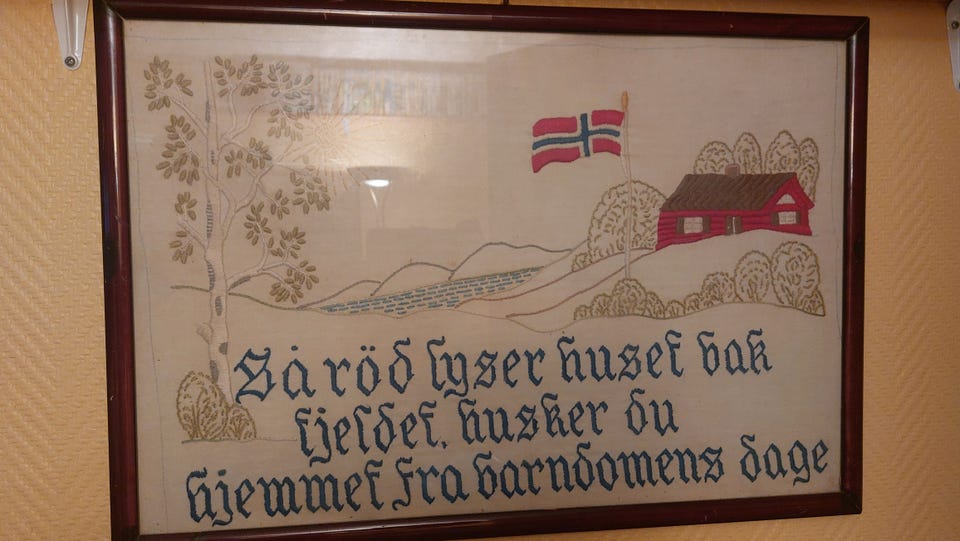 Så röd lyser huset bak
fjeldet, husker du
hjemmet fra barndomens dage